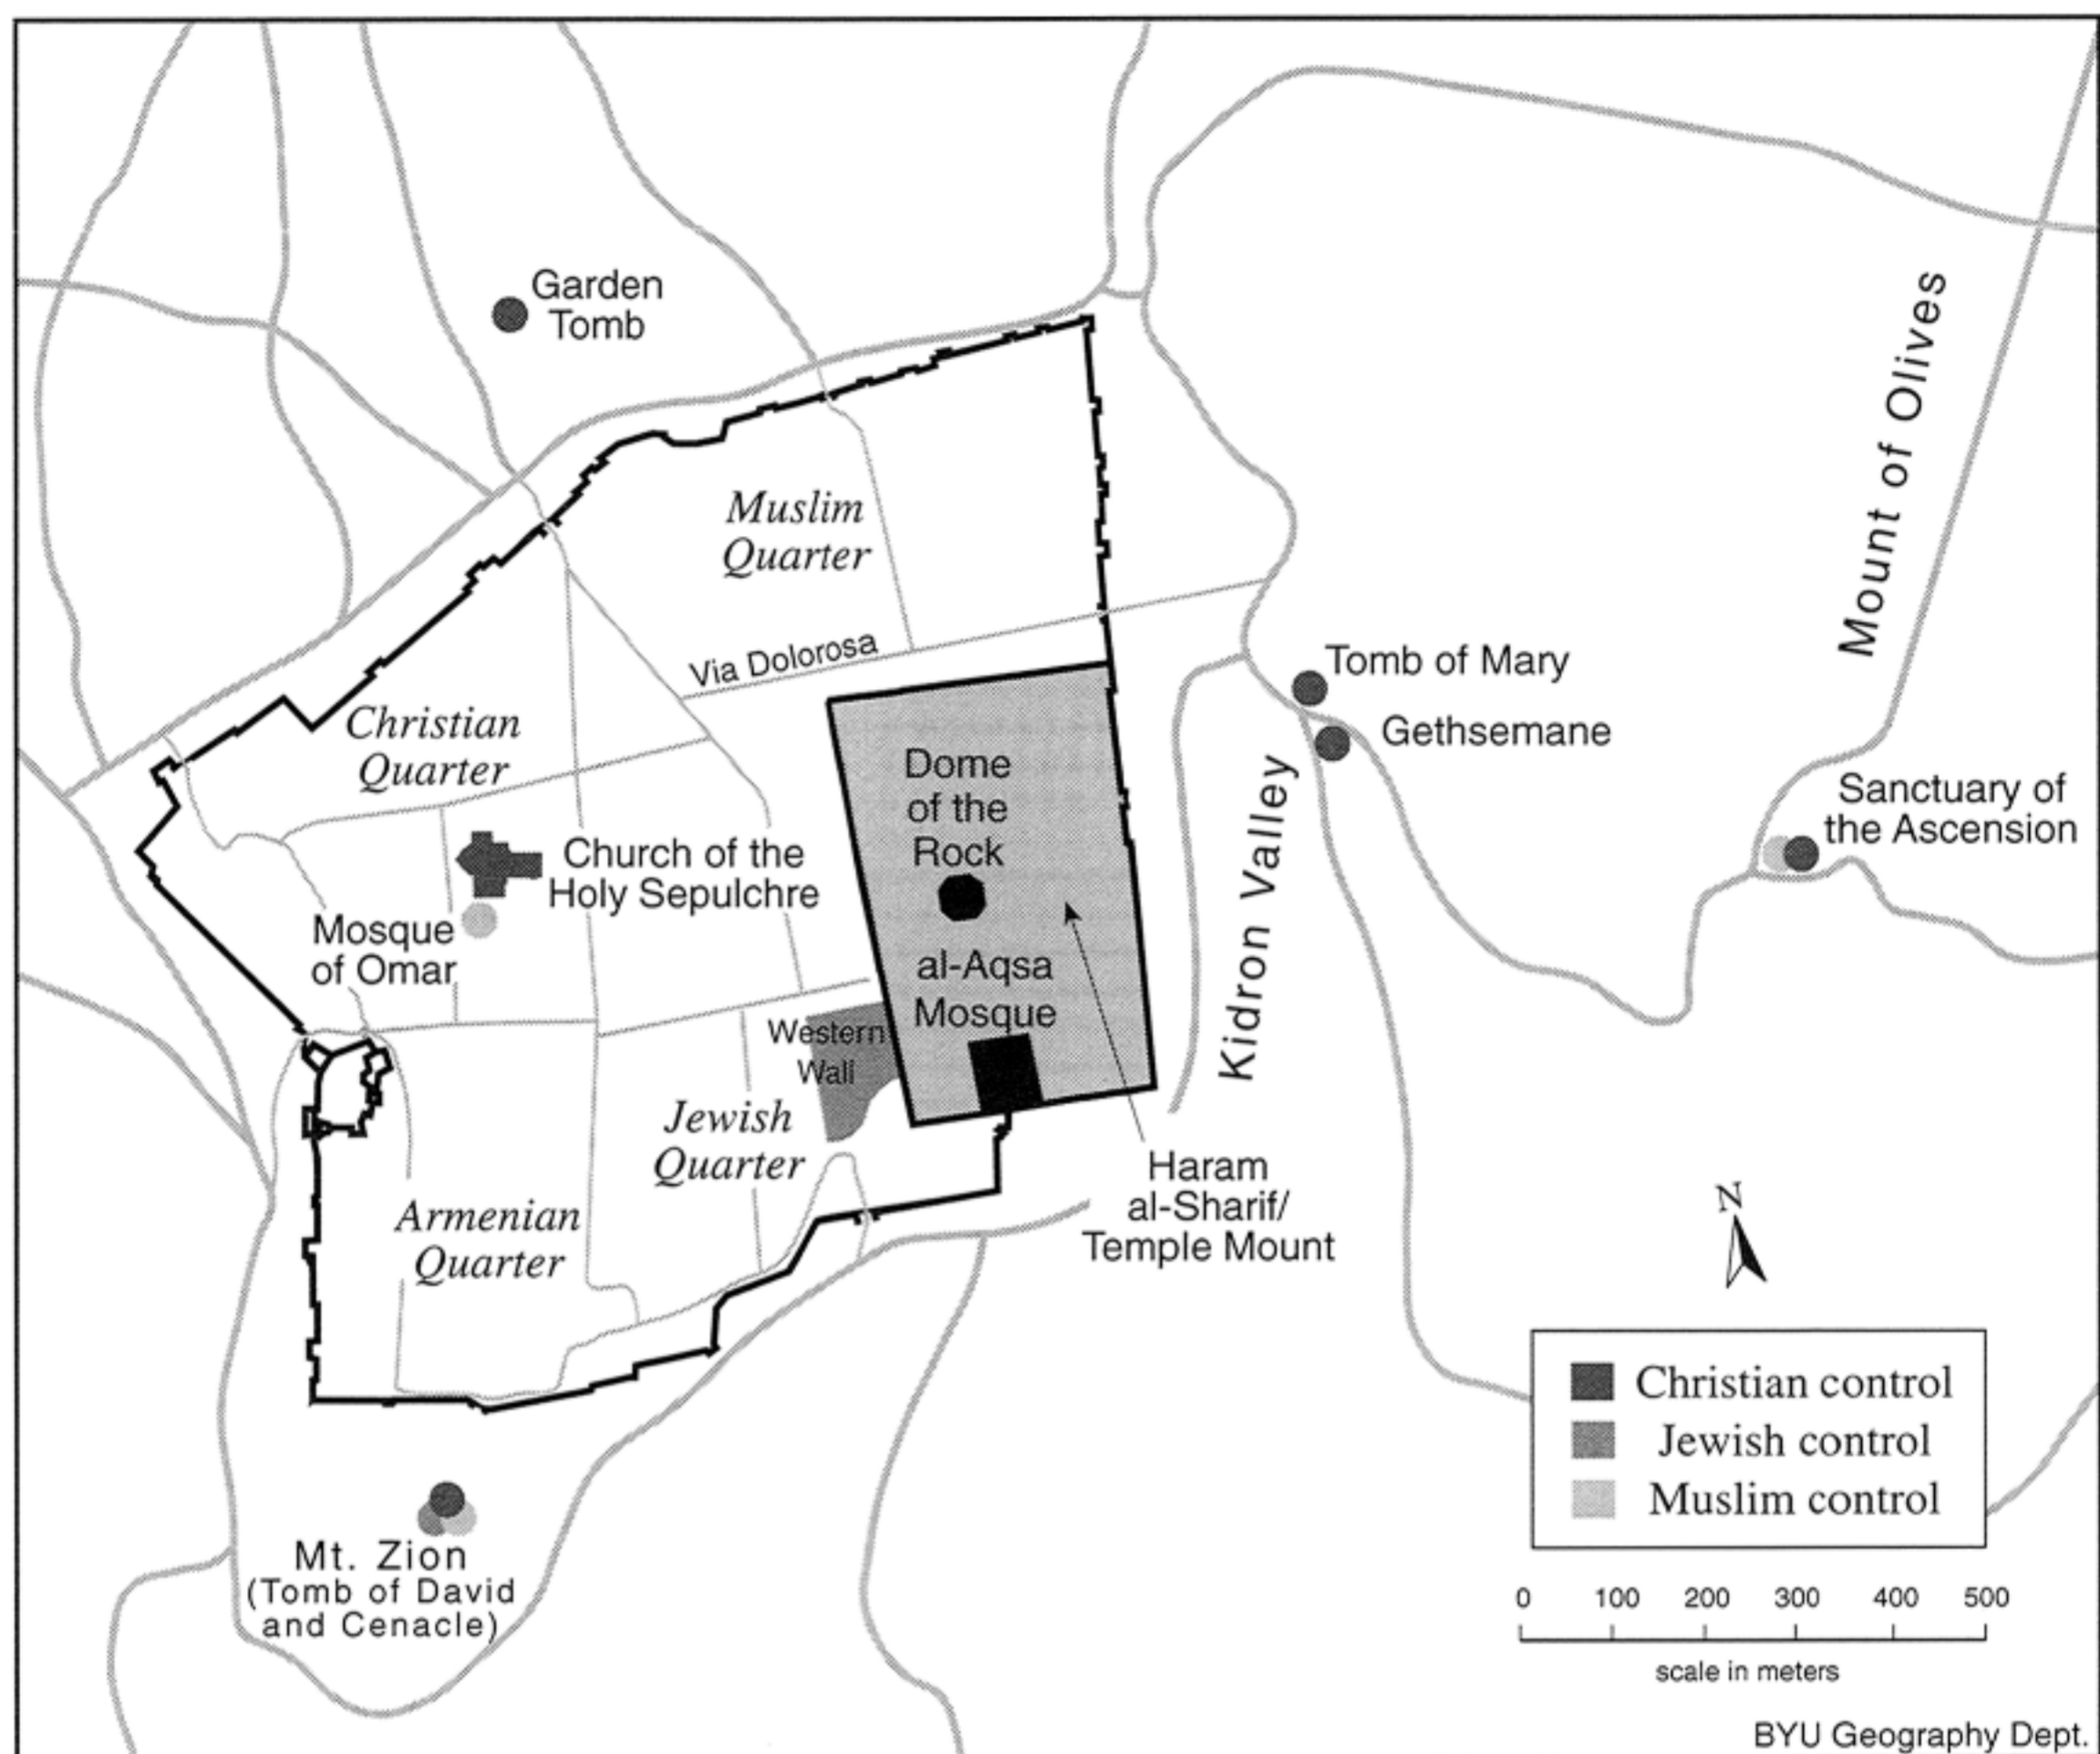 Garden
Tomb
Mount of Olives
Muslim
Quarter
Via Dolorosa
Tomb of Mary
Gethsemane
Christian
Quarter
Dome
of the
Rock
Kidron Valley
Sanctuary of
the Ascension
Church of the
Holy Sepulchre
Mosque
of Omar
al-Aqsa
Mosque
Western
Wall
Jewish
Quarter
Haram
al-Sharif/
Temple Mount
Armenian
Quarter
N
Mt. Zion
(Tomb of David
and Cenacle)
Christian control
Jewish control
Muslim control
0 100 200 300 400 500
scale in meters
BYU Geography Dept.